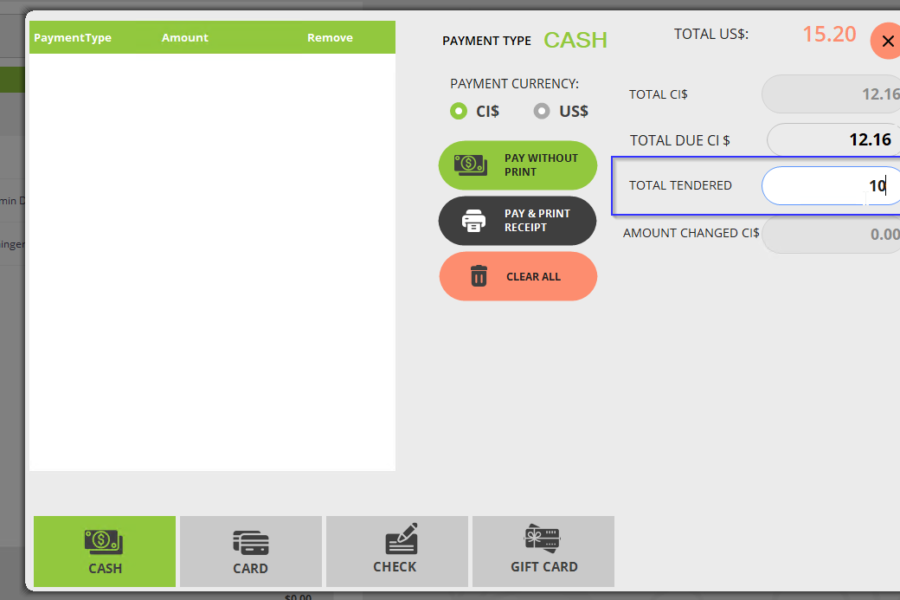 PaymentType Amount Remove
PAYMENT TYPE CASH
TOTAL US$: 15.20
PAYMENT CURRENCY:
CI$ US$
TOTAL CI$ 12.16
TOTAL DUE CI $ 12.16
PAY WITHOUT
PRINT
TOTAL TENDERED 10
PAY & PRINT
RECEIPT
AMOUNT CHANGED CI$ 0.00
CLEAR ALL
CASH
CARD
CHECK
GIFT CARD
$0.00